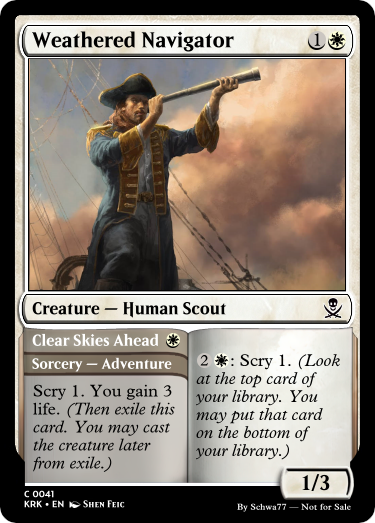 Weathered Navigator 1
Creature — Human Scout
Clear Skies Ahead
Sorcery — Adventure
Scry 1. You gain 3
life. (Then exile this
card. You may cast
the creature later
from exile.)
2 : Scry 1. (Look
at the top card of
your library. You
may put that card
on the bottom of
your library.)
1/3
C 0041
KRK • EN Shen Feic
By Schwa77 — Not for Sale